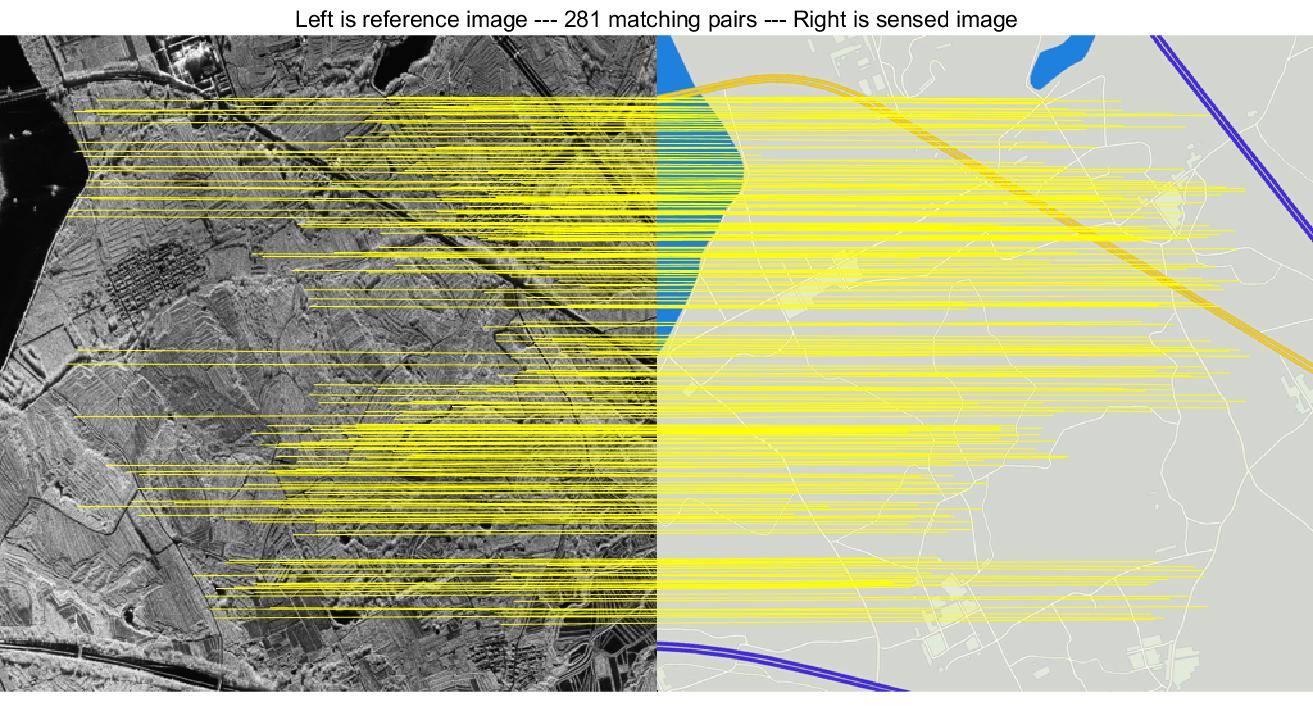 Left is reference image --- 281 matching pairs --- Right is sensed image